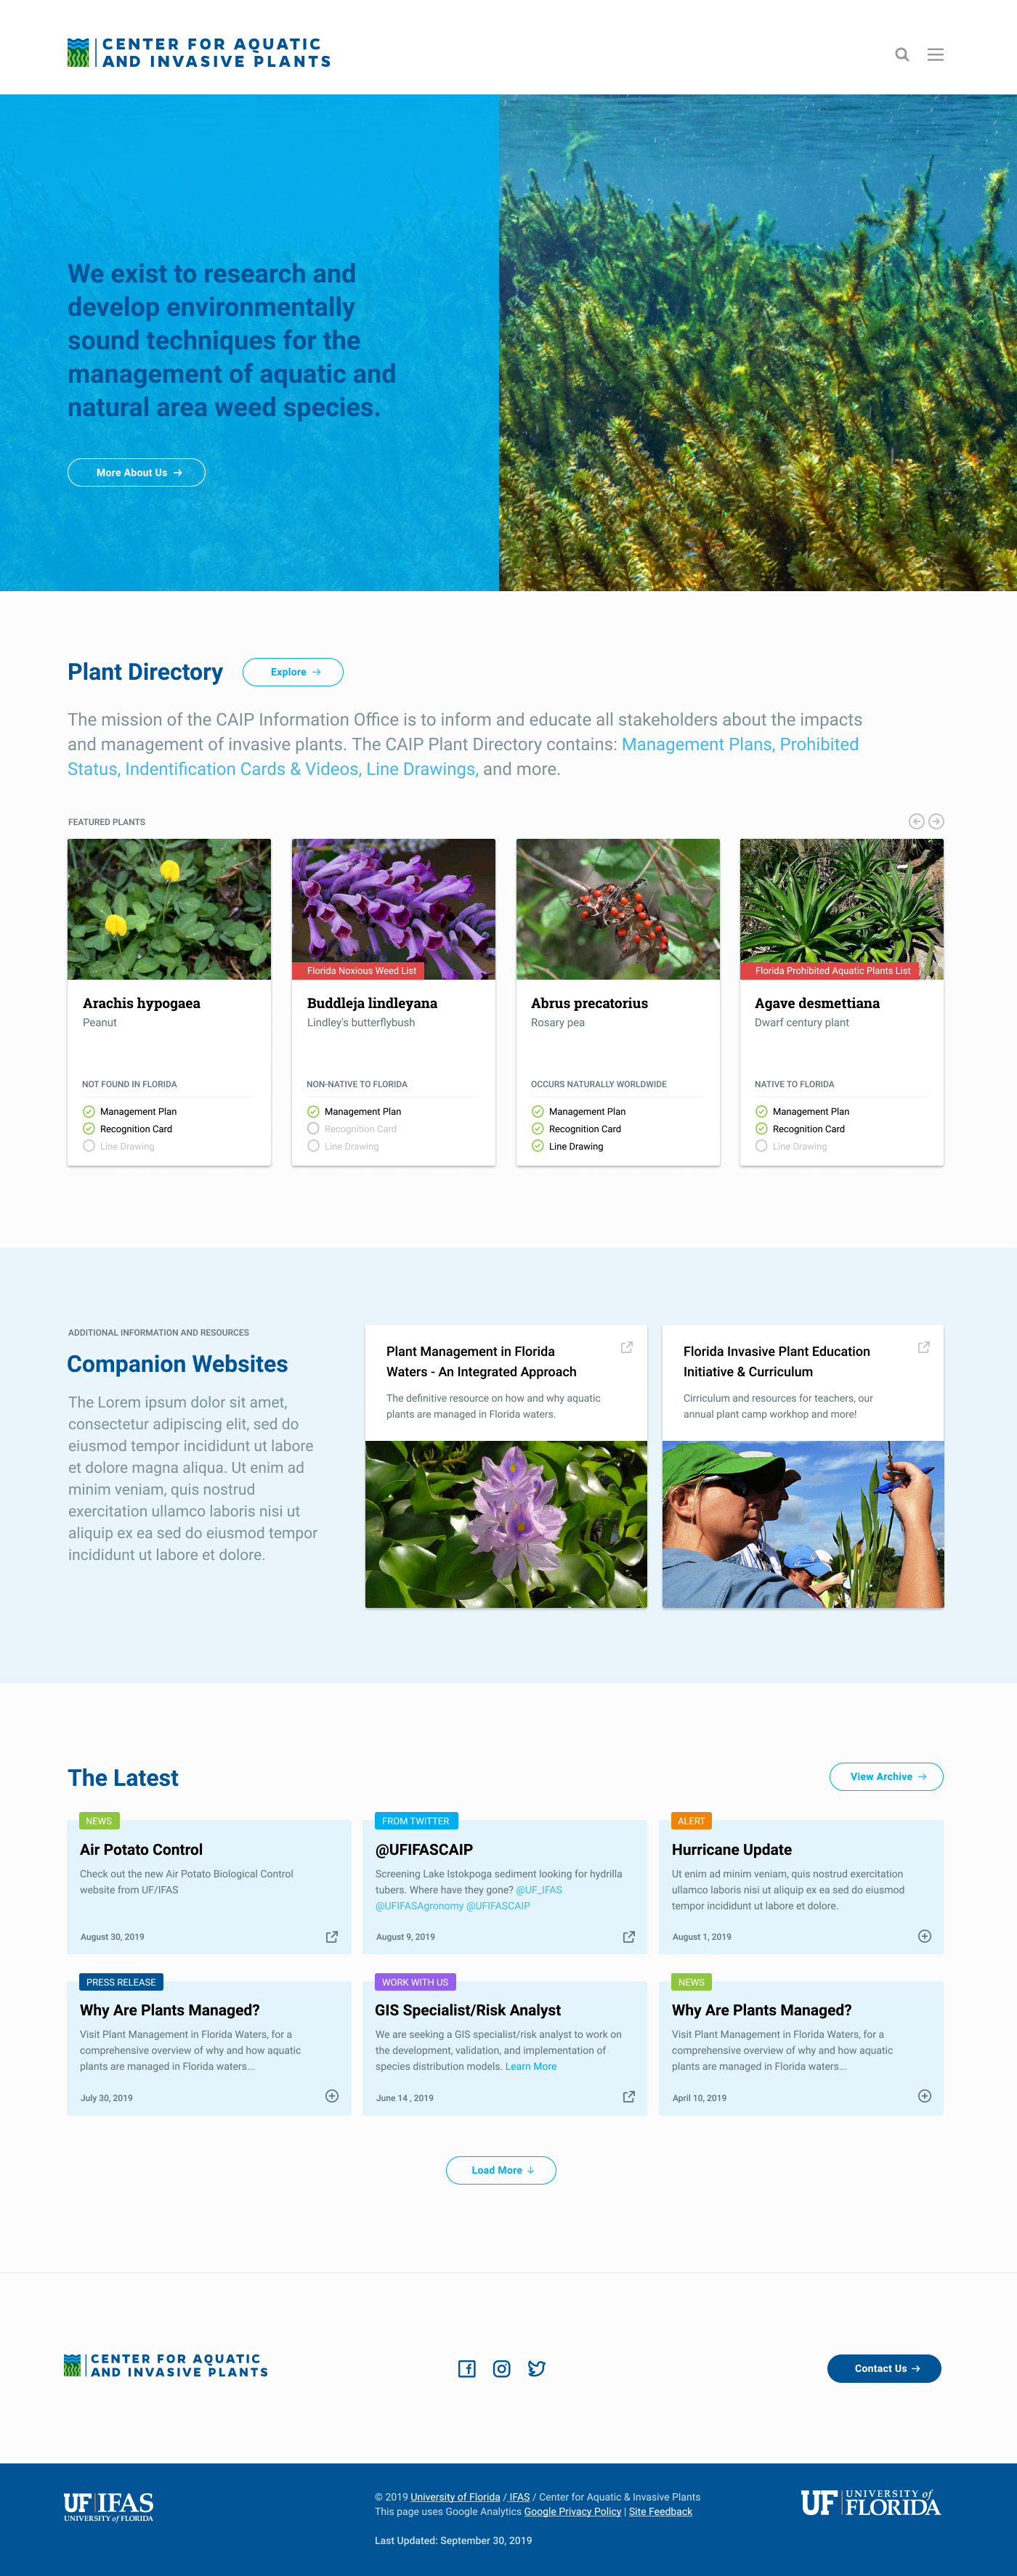 CENTER FOR AQUATIC
AND INVASIVE PLANTS
We exist to research and
develop environmentally
sound techniques for the
management of aquatic and
natural area weed species.
More About Us →
Plant Directory
Explore →
The mission of the CAIP Information Office is to inform and educate all stakeholders about the impacts
and management of invasive plants. The CAIP Plant Directory contains: Management Plans, Prohibited
Status, Indentification Cards & Videos, Line Drawings, and more.
FEATURED PLANTS
Arachis hypogaea
Peanut
NOT FOUND IN FLORIDA
Management Plan
Recognition Card
Line Drawing
Florida Noxious Weed List
Buddleja lindleyana
Lindley's butterflybush
NON-NATIVE TO FLORIDA
Management Plan
Recognition Card
Line Drawing
Abrus precatorius
Rosary pea
OCCURS NATURALLY WORLDWIDE
Management Plan
Recognition Card
Line Drawing
Florida Prohibited Aquatic Plants List
Agave desmettiana
Dwarf century plant
NATIVE TO FLORIDA
Management Plan
Recognition Card
Line Drawing
ADDITIONAL INFORMATION AND RESOURCES
Companion Websites
The Lorem ipsum dolor sit amet,
consectetur adipiscing elit, sed do
eiusmod tempor incididunt ut labore
et dolore magna aliqua. Ut enim ad
minim veniam, quis nostrud
exercitation ullamco laboris nisi ut
aliquip ex ea sed do eiusmod tempor
incididunt ut labore et dolore.
Plant Management in Florida
Waters - An Integrated Approach
The definitive resource on how and why aquatic
plants are managed in Florida waters.
Florida Invasive Plant Education
Initiative & Curriculum
Cirriculum and resources for teachers, our
annual plant camp workhop and more!
The Latest
View Archive →
NEWS
Air Potato Control
Check out the new Air Potato Biological Control
website from UF/IFAS
August 30, 2019
FROM TWITTER
@UFIFASCAIP
Screening Lake Istokpoga sediment looking for hydrilla
tubers. Where have they gone? @UF_IFAS
@UFIFASAgronomy @UFIFASCAIP
August 9, 2019
ALERT
Hurricane Update
Ut enim ad minim veniam, quis nostrud exercitation
ullamco laboris nisi ut aliquip ex ea sed do eiusmod
tempor incididunt ut labore et dolore.
August 1, 2019
PRESS RELEASE
Why Are Plants Managed?
Visit Plant Management in Florida Waters, for a
comprehensive overview of why and how aquatic
plants are managed in Florida waters...
July 30, 2019
WORK WITH US
GIS Specialist/Risk Analyst
We are seeking a GIS specialist/risk analyst to work on
the development, validation, and implementation of
species distribution models. Learn More
June 14 , 2019
NEWS
Why Are Plants Managed?
Visit Plant Management in Florida Waters, for a
comprehensive overview of why and how aquatic
plants are managed in Florida waters...
April 10, 2019
Load More ↓
CENTER FOR AQUATIC
AND INVASIVE PLANTS
Contact Us →
UF IFAS
UNIVERSITY of FLORIDA
© 2019 University of Florida / IFAS / Center for Aquatic & Invasive Plants
This page uses Google Analytics Google Privacy Policy | Site Feedback
Last Updated: September 30, 2019
UF UNIVERSITY of
FLORIDA